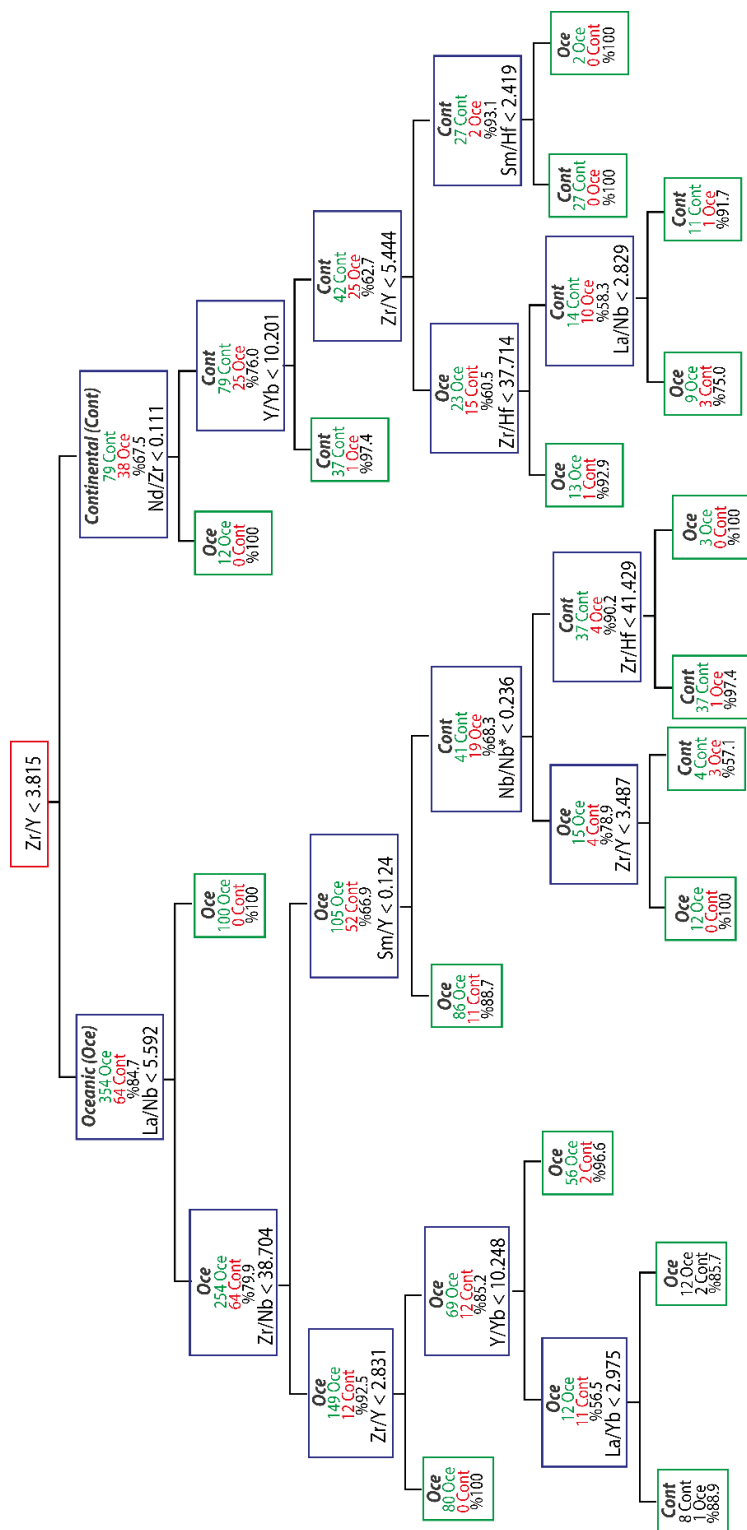 Zr/Y < 3.815
Oceanic (Oce)
354 Oce
64 Cont
%84.7
La/Nb < 5.592
Continental (Cont)
79 Cont
38 Oce
%67.5
Nd/Zr < 0.111
Oce
254 Oce
64 Cont
%79.9
Zr/Nb < 38.704
Oce
100 Oce
0 Cont
%100
Oce
12 Oce
0 Cont
%100
Cont
79 Cont
25 Oce
%76.0
Y/Yb < 10.201
Oce
149 Oce
12 Cont
%92.5
Zr/Y < 2.831
Oce
105 Oce
52 Cont
%66.9
Sm/Y < 0.124
Cont
37 Cont
1 Oce
%97.4
Cont
42 Cont
25 Oce
%62.7
Zr/Y < 5.444
Oce
80 Oce
0 Cont
%100
Oce
69 Oce
12 Cont
%85.2
Y/Yb < 10.248
Oce
86 Oce
11 Cont
%88.7
Cont
41 Cont
19 Oce
%68.3
Nb/Nb* < 0.236
Oce
23 Oce
15 Cont
%60.5
Zr/Hf < 37.714
Cont
27 Cont
2 Oce
%93.1
Sm/Hf < 2.419
Oce
12 Oce
11 Cont
%56.5
La/Yb < 2.975
Oce
56 Oce
2 Cont
%96.6
Oce
15 Oce
4 Cont
%78.9
Zr/Y < 3.487
Cont
37 Cont
4 Oce
%90.2
Zr/Hf < 41.429
Oce
13 Oce
1 Cont
%92.9
Cont
14 Cont
10 Oce
%58.3
La/Nb < 2.829
Cont
27 Cont
0 Oce
%100
Oce
2 Oce
0 Cont
%100
Cont
8 Cont
1 Oce
%88.9
Oce
12 Oce
2 Cont
%85.7
Oce
12 Oce
0 Cont
%100
Cont
4 Cont
3 Oce
%57.1
Cont
37 Cont
1 Oce
%97.4
Oce
3 Oce
0 Cont
%100
Oce
9 Oce
3 Cont
%75.0
Cont
11 Cont
1 Oce
%91.7